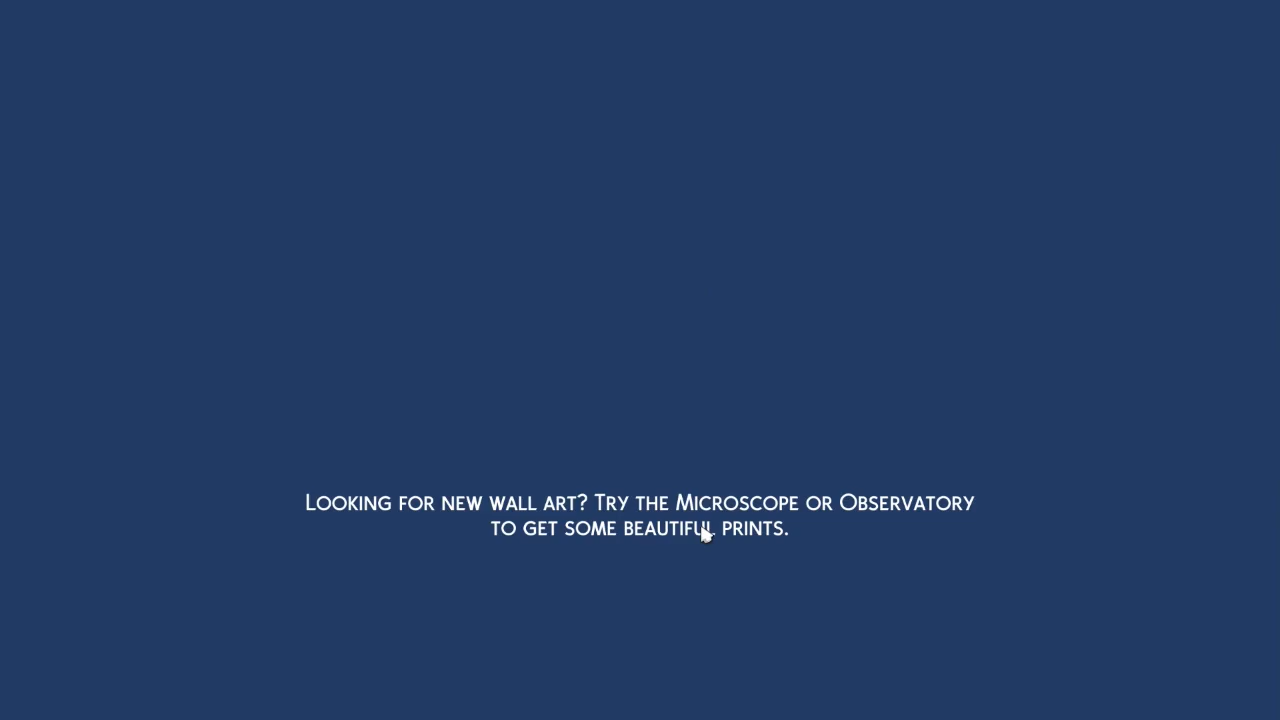 Looking for new wall art? Try the Microscope or Observatory
to get some beautiful prints.